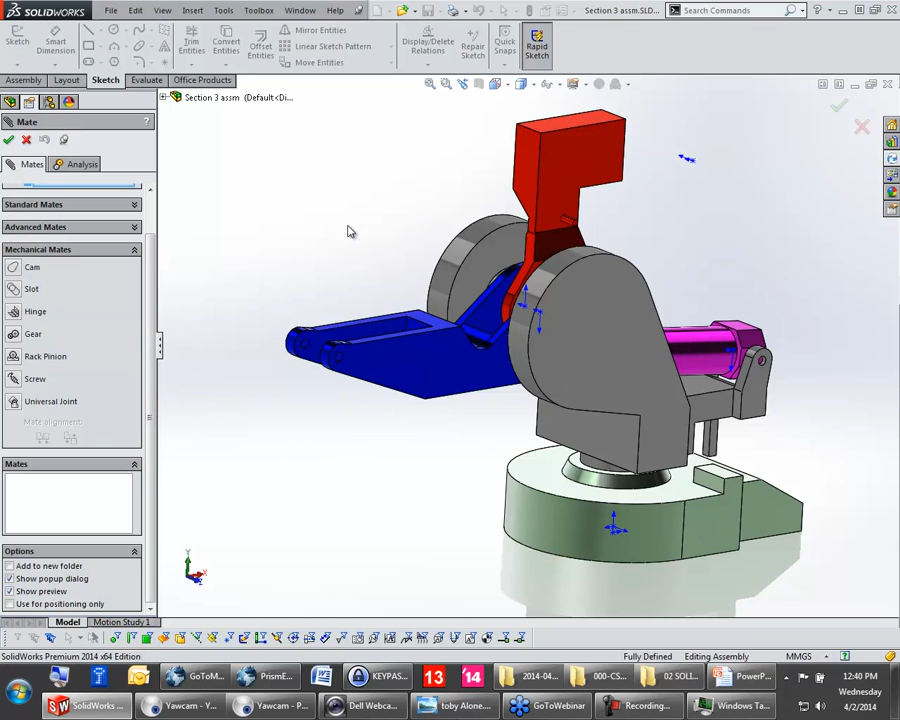 SOLIDWORKS File Edit View Insert Tools Toolbox Window Help Section 3 assm.SLD... Search Commands
Sketch Smart Dimension Trim Entities Convert Entities Offset Entities Mirror Entities Linear Sketch Pattern Move Entities Display/Delete Relations Repair Sketch Quick Snaps Rapid Sketch
Assembly Layout Sketch Evaluate Office Products
Section 3 assm (Default<Di...
Mate ?
Mates Analysis
Standard Mates
Advanced Mates
Mechanical Mates
Cam
Slot
Hinge
Gear
Rack Pinion
Screw
Universal Joint
Mate alignment:
Mates
Options
Add to new folder
Show popup dialog
Show preview
Use for positioning only
Y
X
Z
Model Motion Study 1
SolidWorks Premium 2014 x64 Edition Fully Defined Editing Assembly MMGS
GoToM... PrismE... KEYPAS... 13 '14 2014-04... 000-CS... 02 SOLI... PowerP... 12:40 PM
Wednesday
SolidWorks ... Yawcam - Y... Yawcam - P... Dell Webca... toby Alone.... GoToWebinar Recording... Windows Ta... 4/2/2014